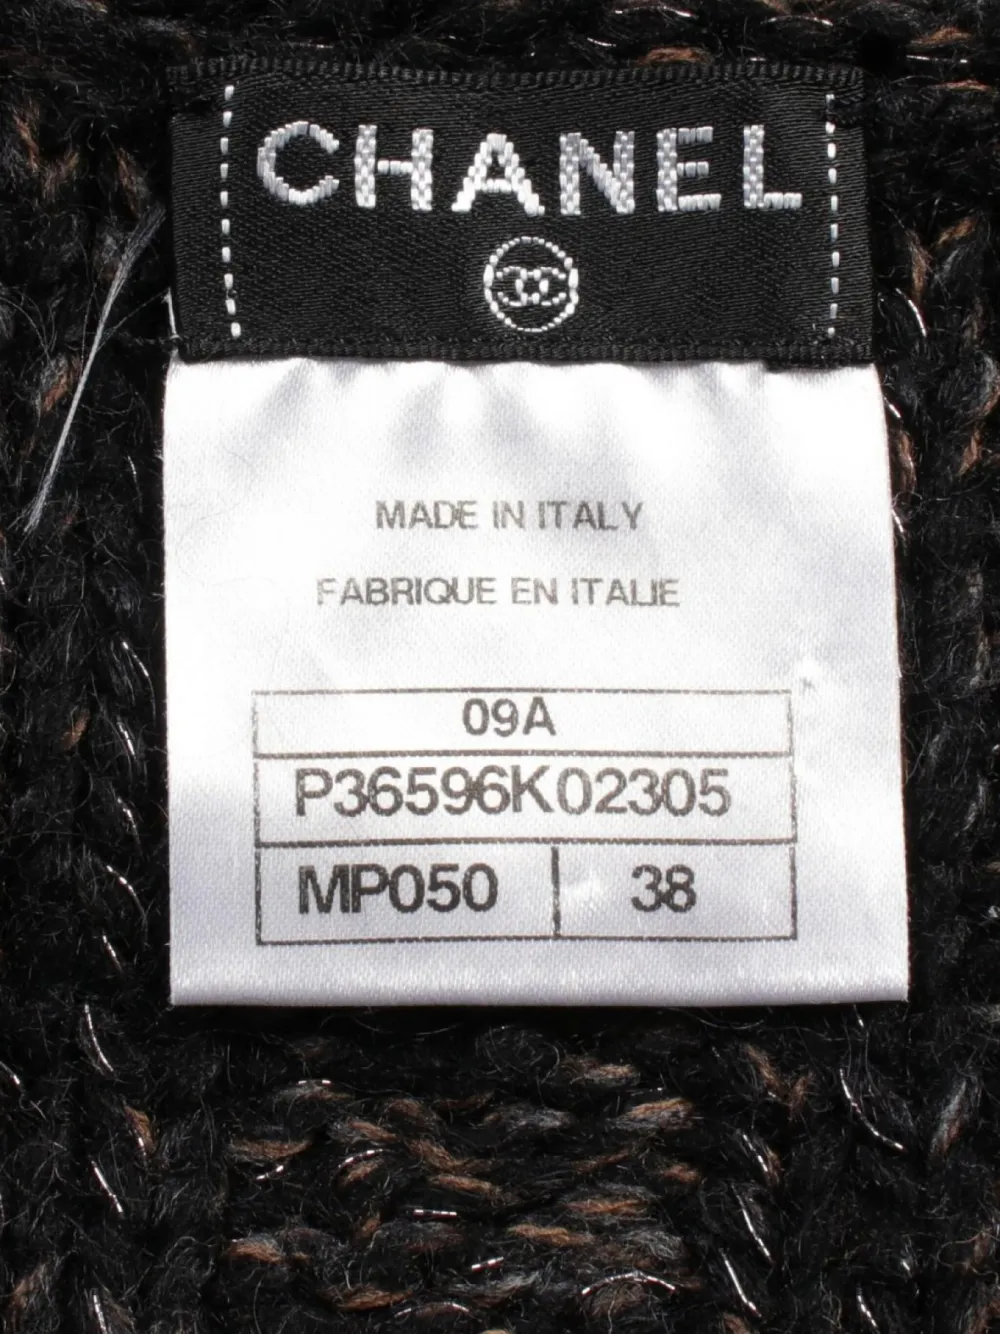 CHANEL
MADE IN ITALY
FABRIQUE EN ITALIE
09A
P36596K02305
MP050 38